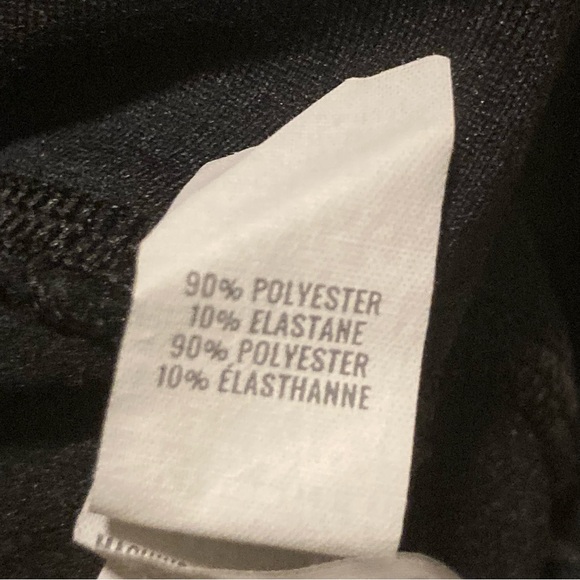 90% POLYESTER
10% ELASTANE
90% POLYESTER
10% ÉLASTHANNE